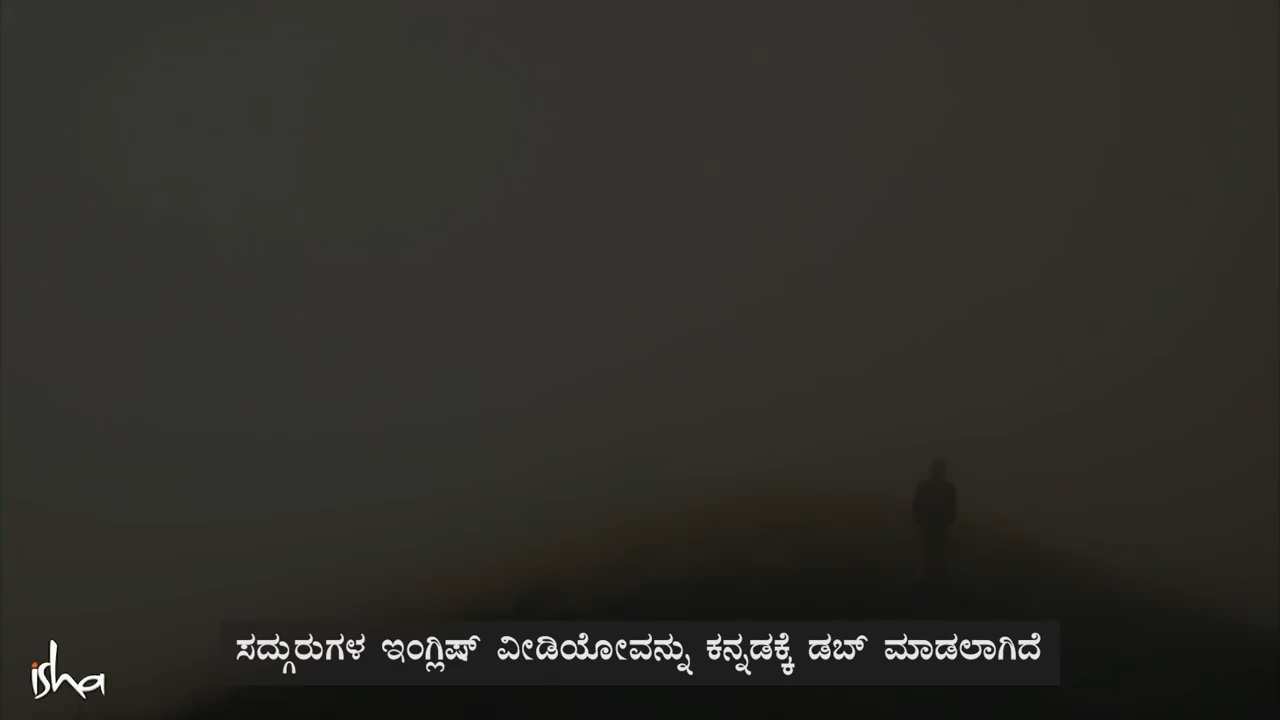 ಸದ್ಗುರುಗಳ ಇಂಗ್ಲಿಷ್ ವೀಡಿಯೋವನ್ನು ಕನ್ನಡಕ್ಕೆ ಡಬ್ ಮಾಡಲಾಗಿದೆ
isha